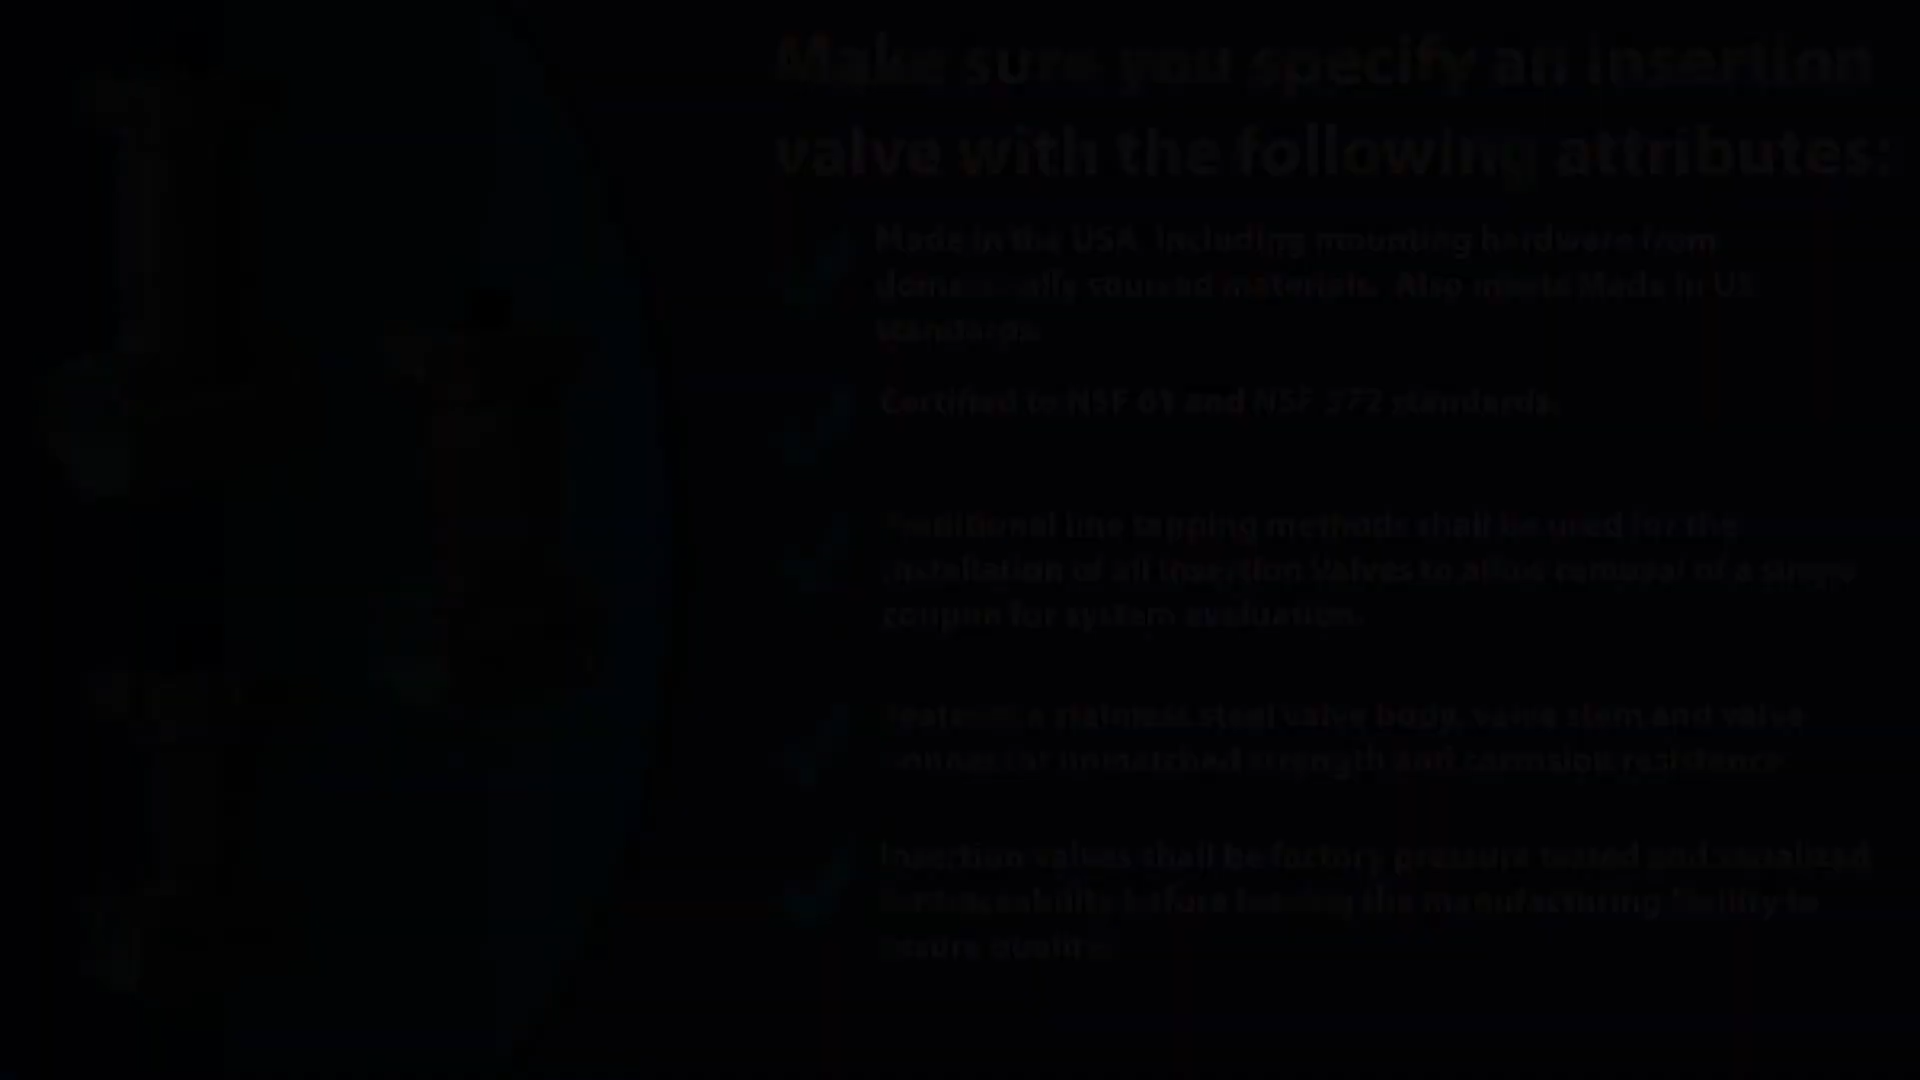 Make sure you specify an insertion
valve with the following attributes:
Made in the USA including mounting hardware from
domestically sourced materials. Also meets Made in US
standards.
Certified to NSF 61 and NSF 372 standards.
Traditional line tapping methods shall be used for the
installation of all Insertion Valves to allow removal of a single
coupon for system evaluation.
stainless steel valve body, valve stem and valve
unmatched strength and corrosion resistance
Insertion valves shall be factory pressure tested and serialized
for traceability before leaving the manufacturing facility to
ensure quality.